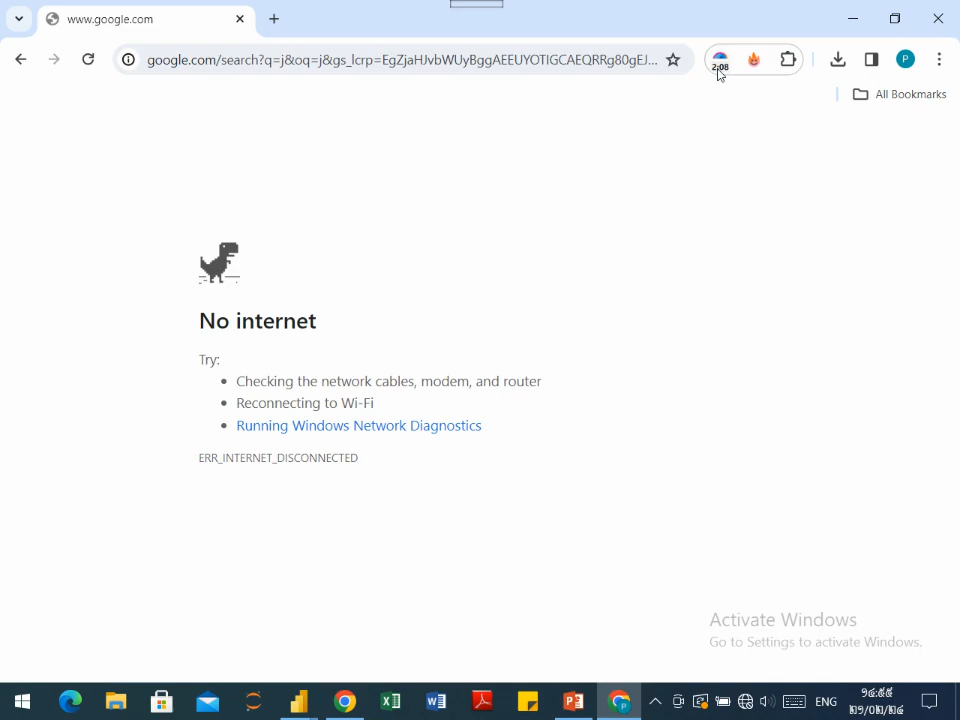 www.google.com
google.com/search?q=j&oq=j&gs_lcrp=EgZjaHJvbWUyBggAEEUYOTIGCAEQRRg80gEJ...
2:08
P
All Bookmarks
No internet
Try:
Checking the network cables, modem, and router
Reconnecting to Wi-Fi
Running Windows Network Diagnostics
ERR_INTERNET_DISCONNECTED
Activate Windows
Go to Settings to activate Windows.
ENG